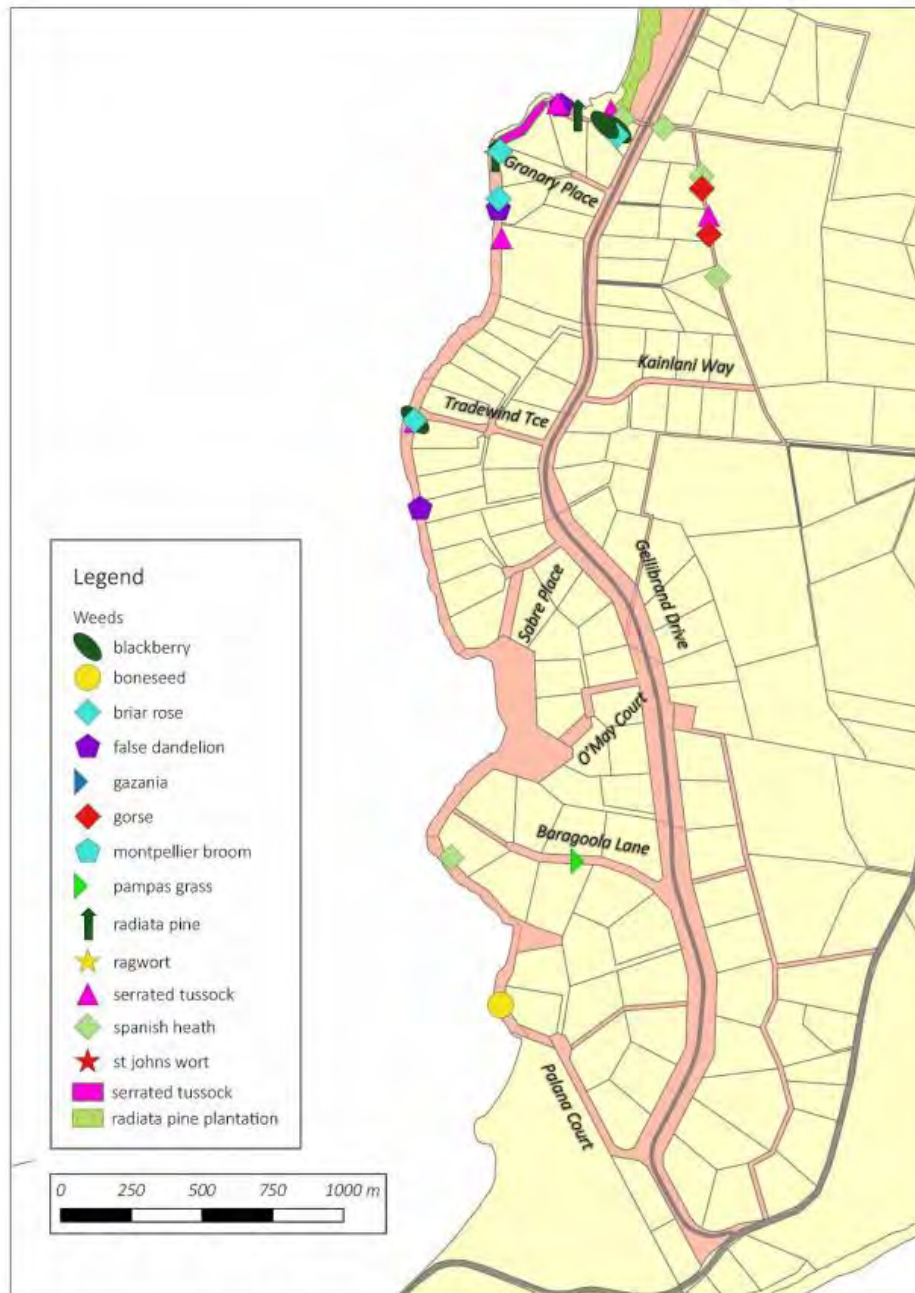 Granary Place
Kainlani Way
Tradewind Tce
Gellibrand Drive
Sabre Place
O'May Court
Baragoola Lane
Palana Court
Legend
Weeds
blackberry
boneseed
briar rose
false dandelion
gazania
gorse
montpellier broom
pampas grass
radiata pine
ragwort
serrated tussock
spanish heath
st johns wort
serrated tussock
radiata pine plantation
0 250 500 750 1000 m